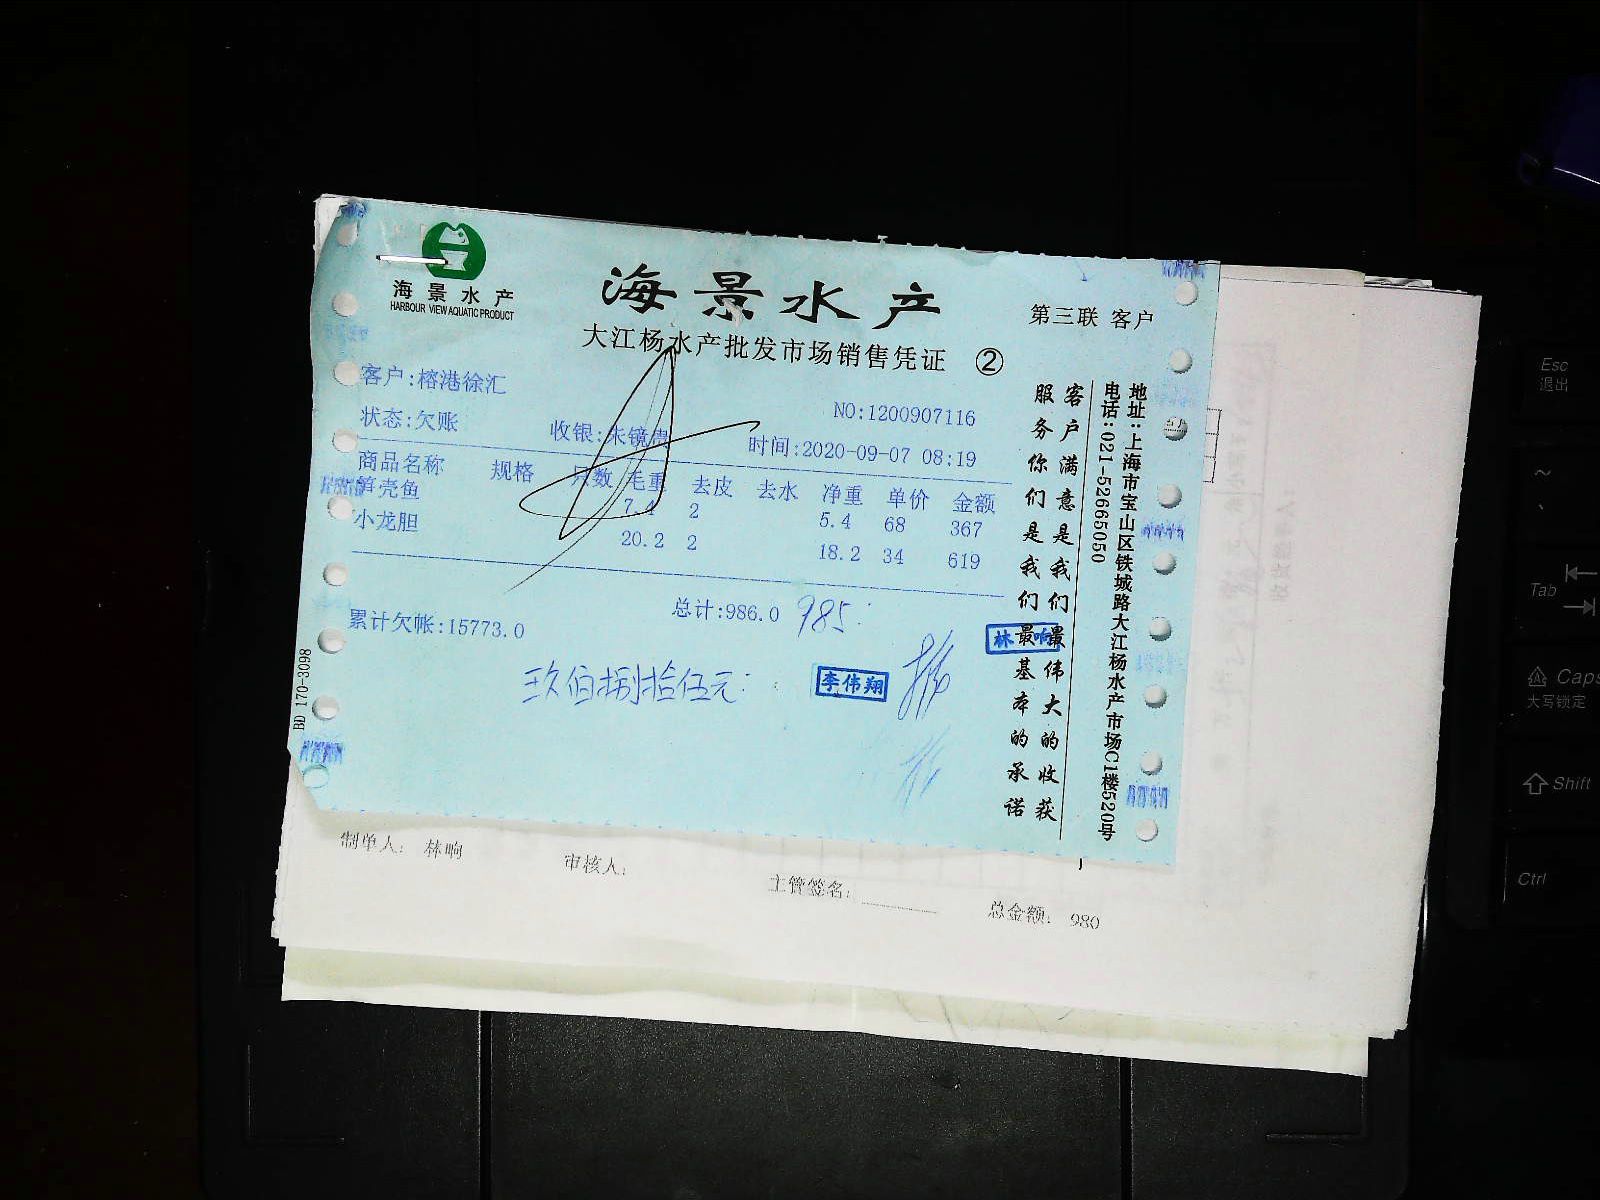 海景水产
HARBOUR VIEW AQUATIC PRODUCT
海景水产
大江杨水产批发市场销售凭证 ②
第三联 客户
客户:榕港徐汇
NO:1200907116
状态:欠账 收银:朱镜 时间:2020-09-07 08:19
商品名称 规格 只数 毛重 去皮 去水 净重 单价 金额
笋壳鱼 7.4 2 5.4 68 367
小龙胆 20.2 2 18.2 34 619
总计:986.0 985
累计欠帐:15773.0
玖佰捌拾伍元
李伟翔
林响
客户满意是我们最伟大的收获
服务你们是我们最基本的承诺
地址:上海市宝山区铁城路大江杨水产市场C1楼520号
电话:021-52665050
BD 170-3098
制单人: 林响 审核人: 主管签名: 总金额: 980
Esc
退出
~
Tab
Caps
大写锁定
Shift
Ctrl